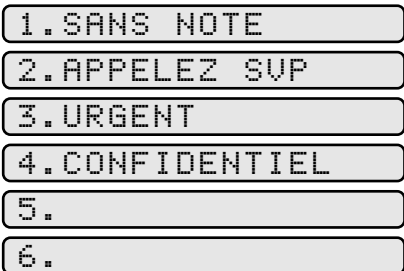 1.SANS NOTE
2.APPELEZ SVP
3.URGENT
4.CONFIDENTIEL
5.
6.